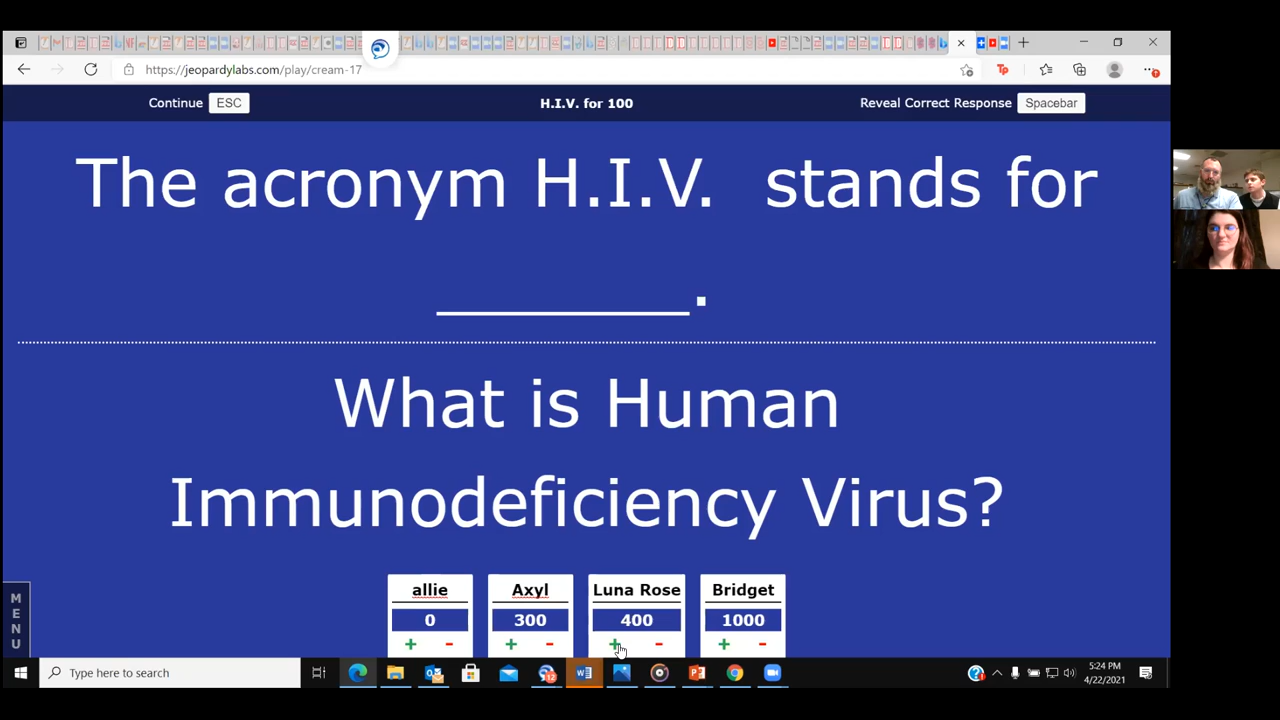 https://jeopardylabs.com/play/cream-17
Continue ESC
H.I.V. for 100
Reveal Correct Response Spacebar
The acronym H.I.V. stands for
________.
What is Human
Immunodeficiency Virus?
allie Axyl Luna Rose Bridget
0 300 400 1000
+ - + - + - + -
MENU
Type here to search
12
5:24 PM
4/22/2021